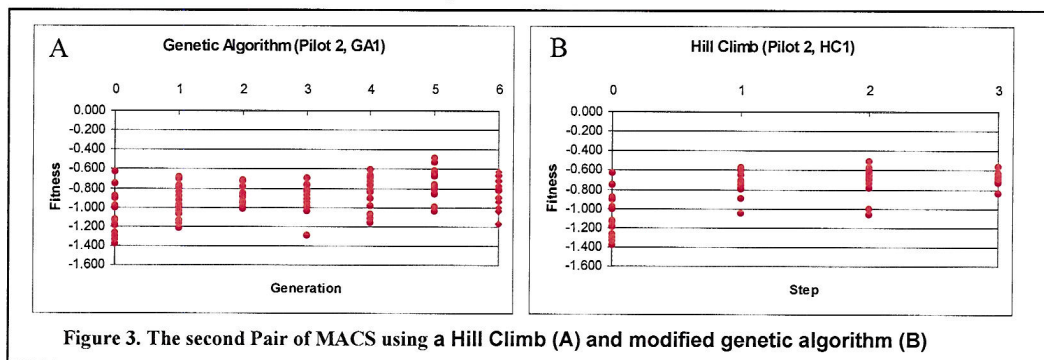 A
Genetic Algorithm (Pilot 2, GA1)
0 1 2 3 4 5 6
0.000
-0.200
-0.400
-0.600
-0.800
-1.000
-1.200
-1.400
-1.600
Fitness
Generation
B
Hill Climb (Pilot 2, HC1)
0 1 2 3
0.000
-0.200
-0.400
-0.600
-0.800
-1.000
-1.200
-1.400
-1.600
Fitness
Step
Figure 3. The second Pair of MACS using a Hill Climb (A) and modified genetic algorithm (B)